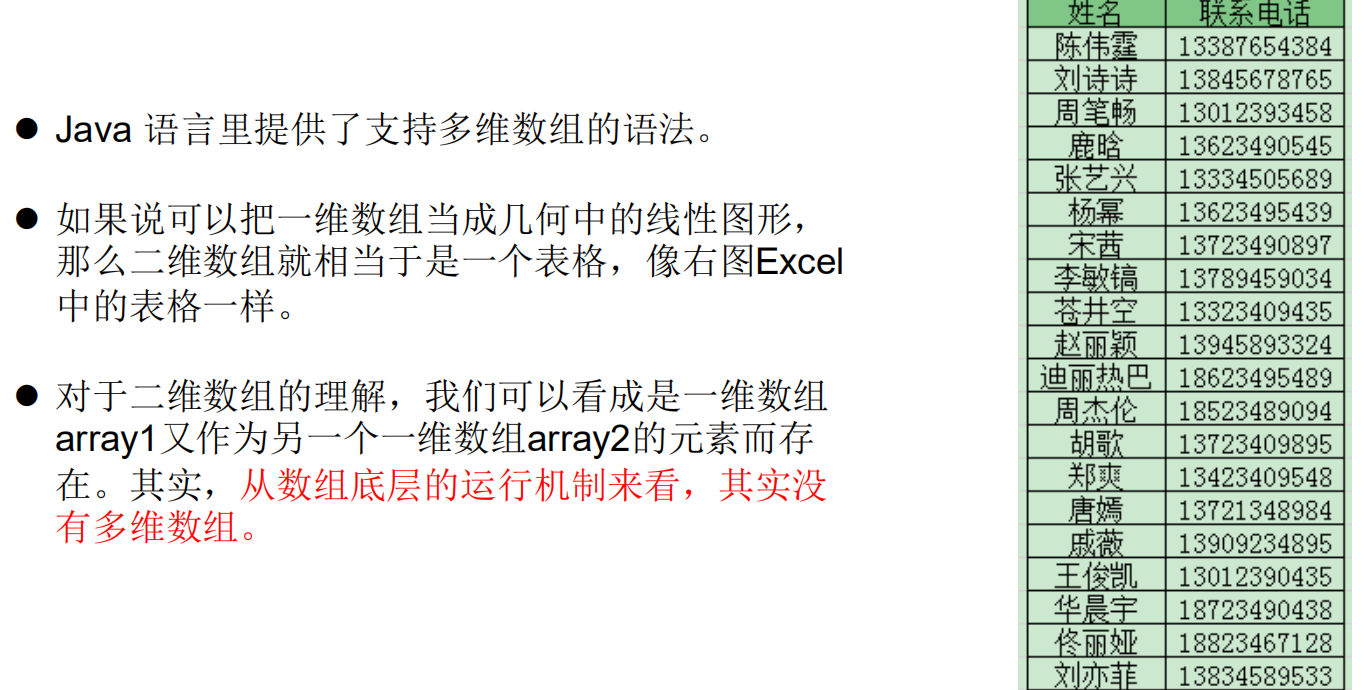 ● Java 语言里提供了支持多维数组的语法。
● 如果说可以把一维数组当成几何中的线性图形，
那么二维数组就相当于是一个表格，像右图Excel
中的表格一样。
● 对于二维数组的理解，我们可以看成是一维数组
array1又作为另一个一维数组array2的元素而存
在。其实，从数组底层的运行机制来看，其实没
有多维数组。
姓名 联系电话
陈伟霆 13387654384
刘诗诗 13845678765
周笔畅 13012393458
鹿晗 13623490545
张艺兴 13334505689
杨幂 13623495439
宋茜 13723490897
李敏镐 13789459034
苍井空 13323409435
赵丽颖 13945893324
迪丽热巴 18623495489
周杰伦 18523489094
胡歌 13723409895
郑爽 13423409548
唐嫣 13721348984
戚薇 13909234895
王俊凯 13012390435
华晨宇 18723490438
佟丽娅 18823467128
刘亦菲 13834589533